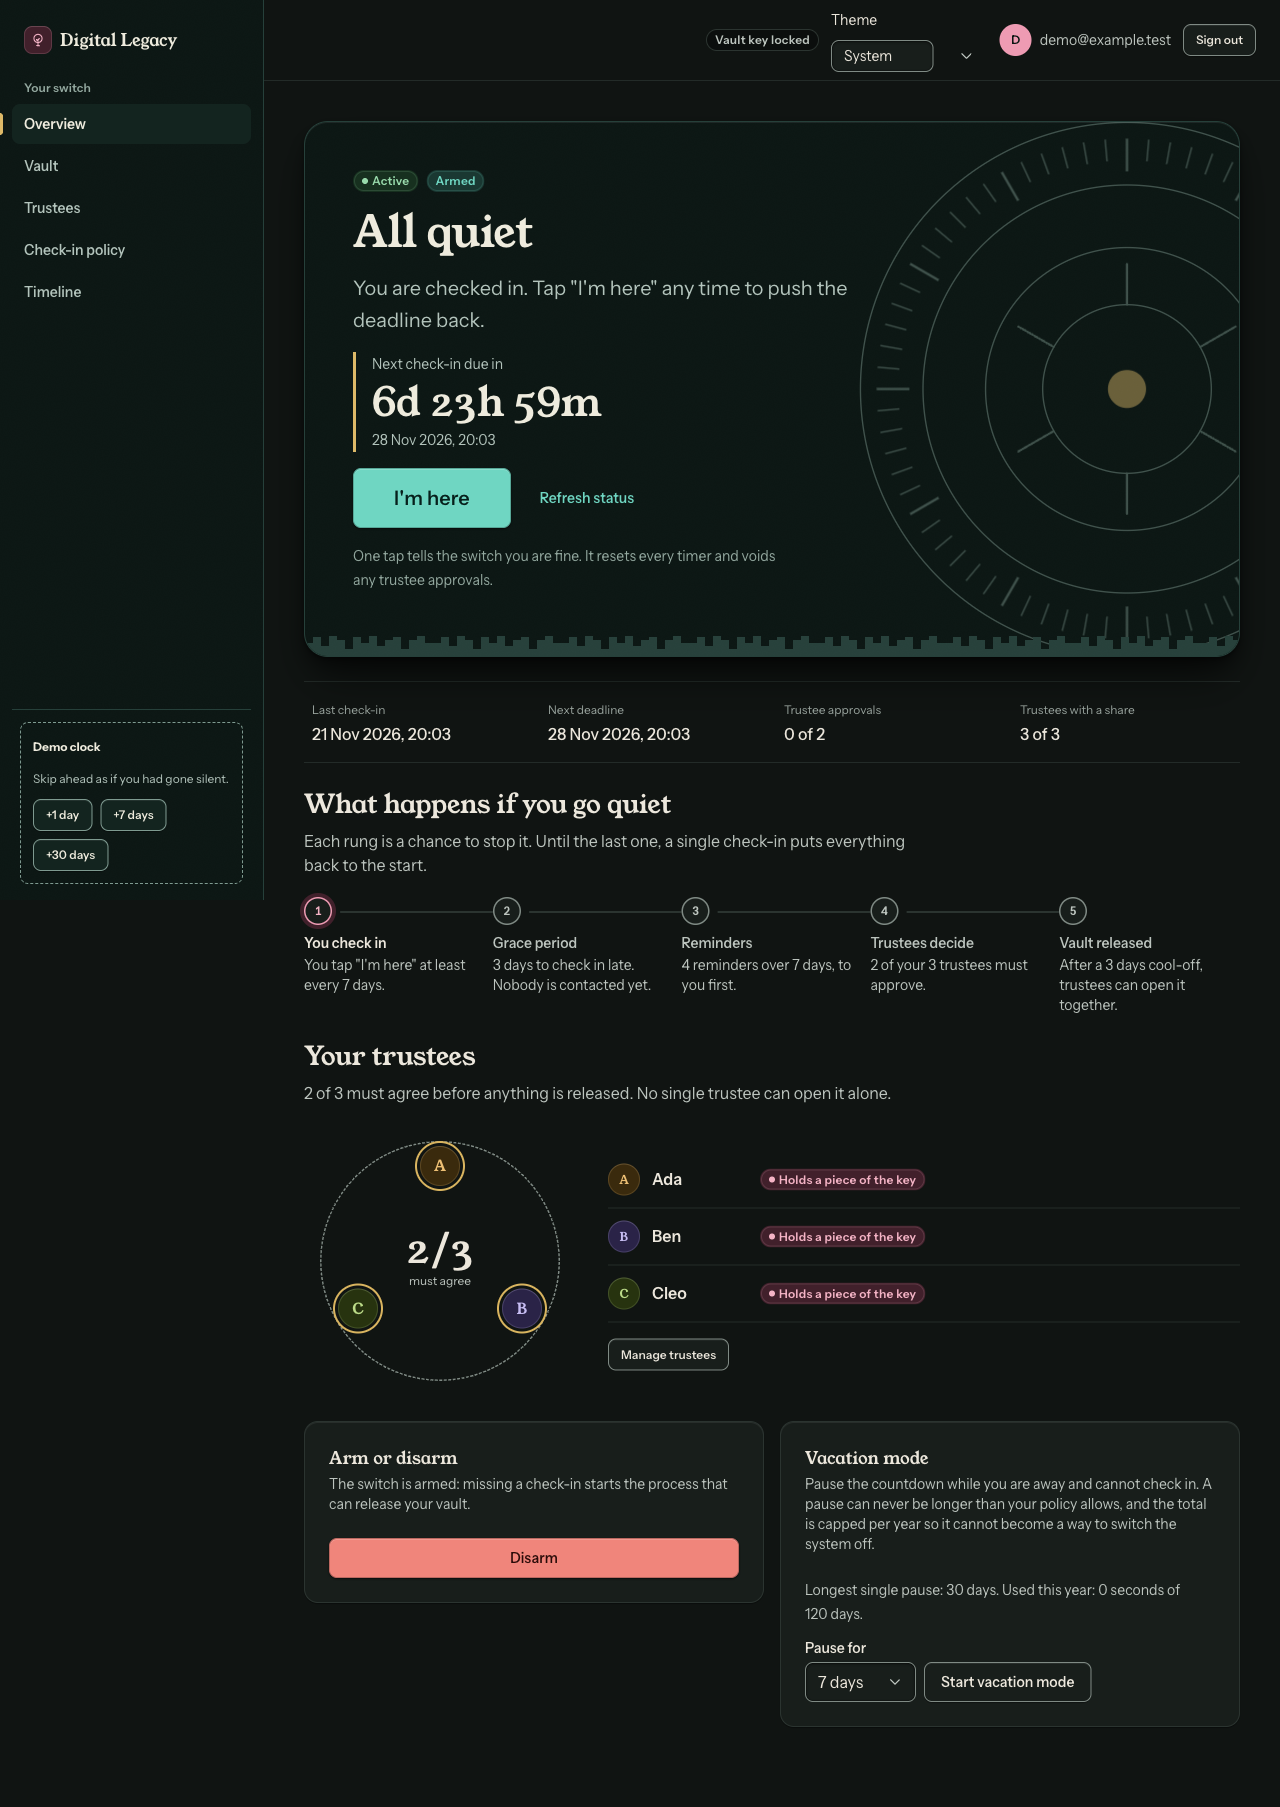 Digital Legacy
Your switch
Overview
Vault
Trustees
Check-in policy
Timeline
Demo clock
Skip ahead as if you had gone silent.
+1 day
+7 days
+30 days
Vault key locked
Theme
System
D
demo@example.test
Sign out
Active
Armed
All quiet
You are checked in. Tap "I'm here" any time to push the
deadline back.
Next check-in due in
6d 23h 59m
28 Nov 2026, 20:03
I'm here
Refresh status
One tap tells the switch you are fine. It resets every timer and voids
any trustee approvals.
Last check-in
21 Nov 2026, 20:03
Next deadline
28 Nov 2026, 20:03
Trustee approvals
0 of 2
Trustees with a share
3 of 3
What happens if you go quiet
Each rung is a chance to stop it. Until the last one, a single check-in puts everything
back to the start.
1
You check in
You tap "I'm here" at least
every 7 days.
2
Grace period
3 days to check in late.
Nobody is contacted yet.
3
Reminders
4 reminders over 7 days, to
you first.
4
Trustees decide
2 of your 3 trustees must
approve.
5
Vault released
After a 3 days cool-off,
trustees can open it
together.
Your trustees
2 of 3 must agree before anything is released. No single trustee can open it alone.
A
2/3
must agree
C
B
A
Ada
Holds a piece of the key
B
Ben
Holds a piece of the key
C
Cleo
Holds a piece of the key
Manage trustees
Arm or disarm
The switch is armed: missing a check-in starts the process that
can release your vault.
Disarm
Vacation mode
Pause the countdown while you are away and cannot check in. A
pause can never be longer than your policy allows, and the total
is capped per year so it cannot become a way to switch the
system off.
Longest single pause: 30 days. Used this year: 0 seconds of
120 days.
Pause for
7 days
Start vacation mode